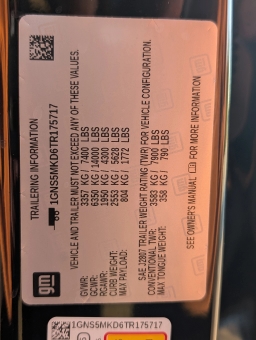 TRAILERING INFORMATION
1GNS5MKD6TR175717
VEHICLE AND TRAILER MUST NOT EXCEED ANY OF THESE VALUES.
GVWR: 3357 KG / 7400 LBS
GCWR: 6350 KG / 14000 LBS
RGAWR: 1950 KG / 4300 LBS
CURB WEIGHT: 2553 KG / 5628 LBS
MAX PAYLOAD: 804 KG / 1772 LBS
SAE J2807 TRAILER WEIGHT RATING (TWR) FOR VEHICLE CONFIGURATION.
CONVENTIONAL TWR: 3583 KG / 7900 LBS
MAX TONGUE WEIGHT: 358 KG / 790 LBS
SEE OWNER'S MANUAL FOR MORE INFORMATION
gm
1GNS5MKD6TR175717